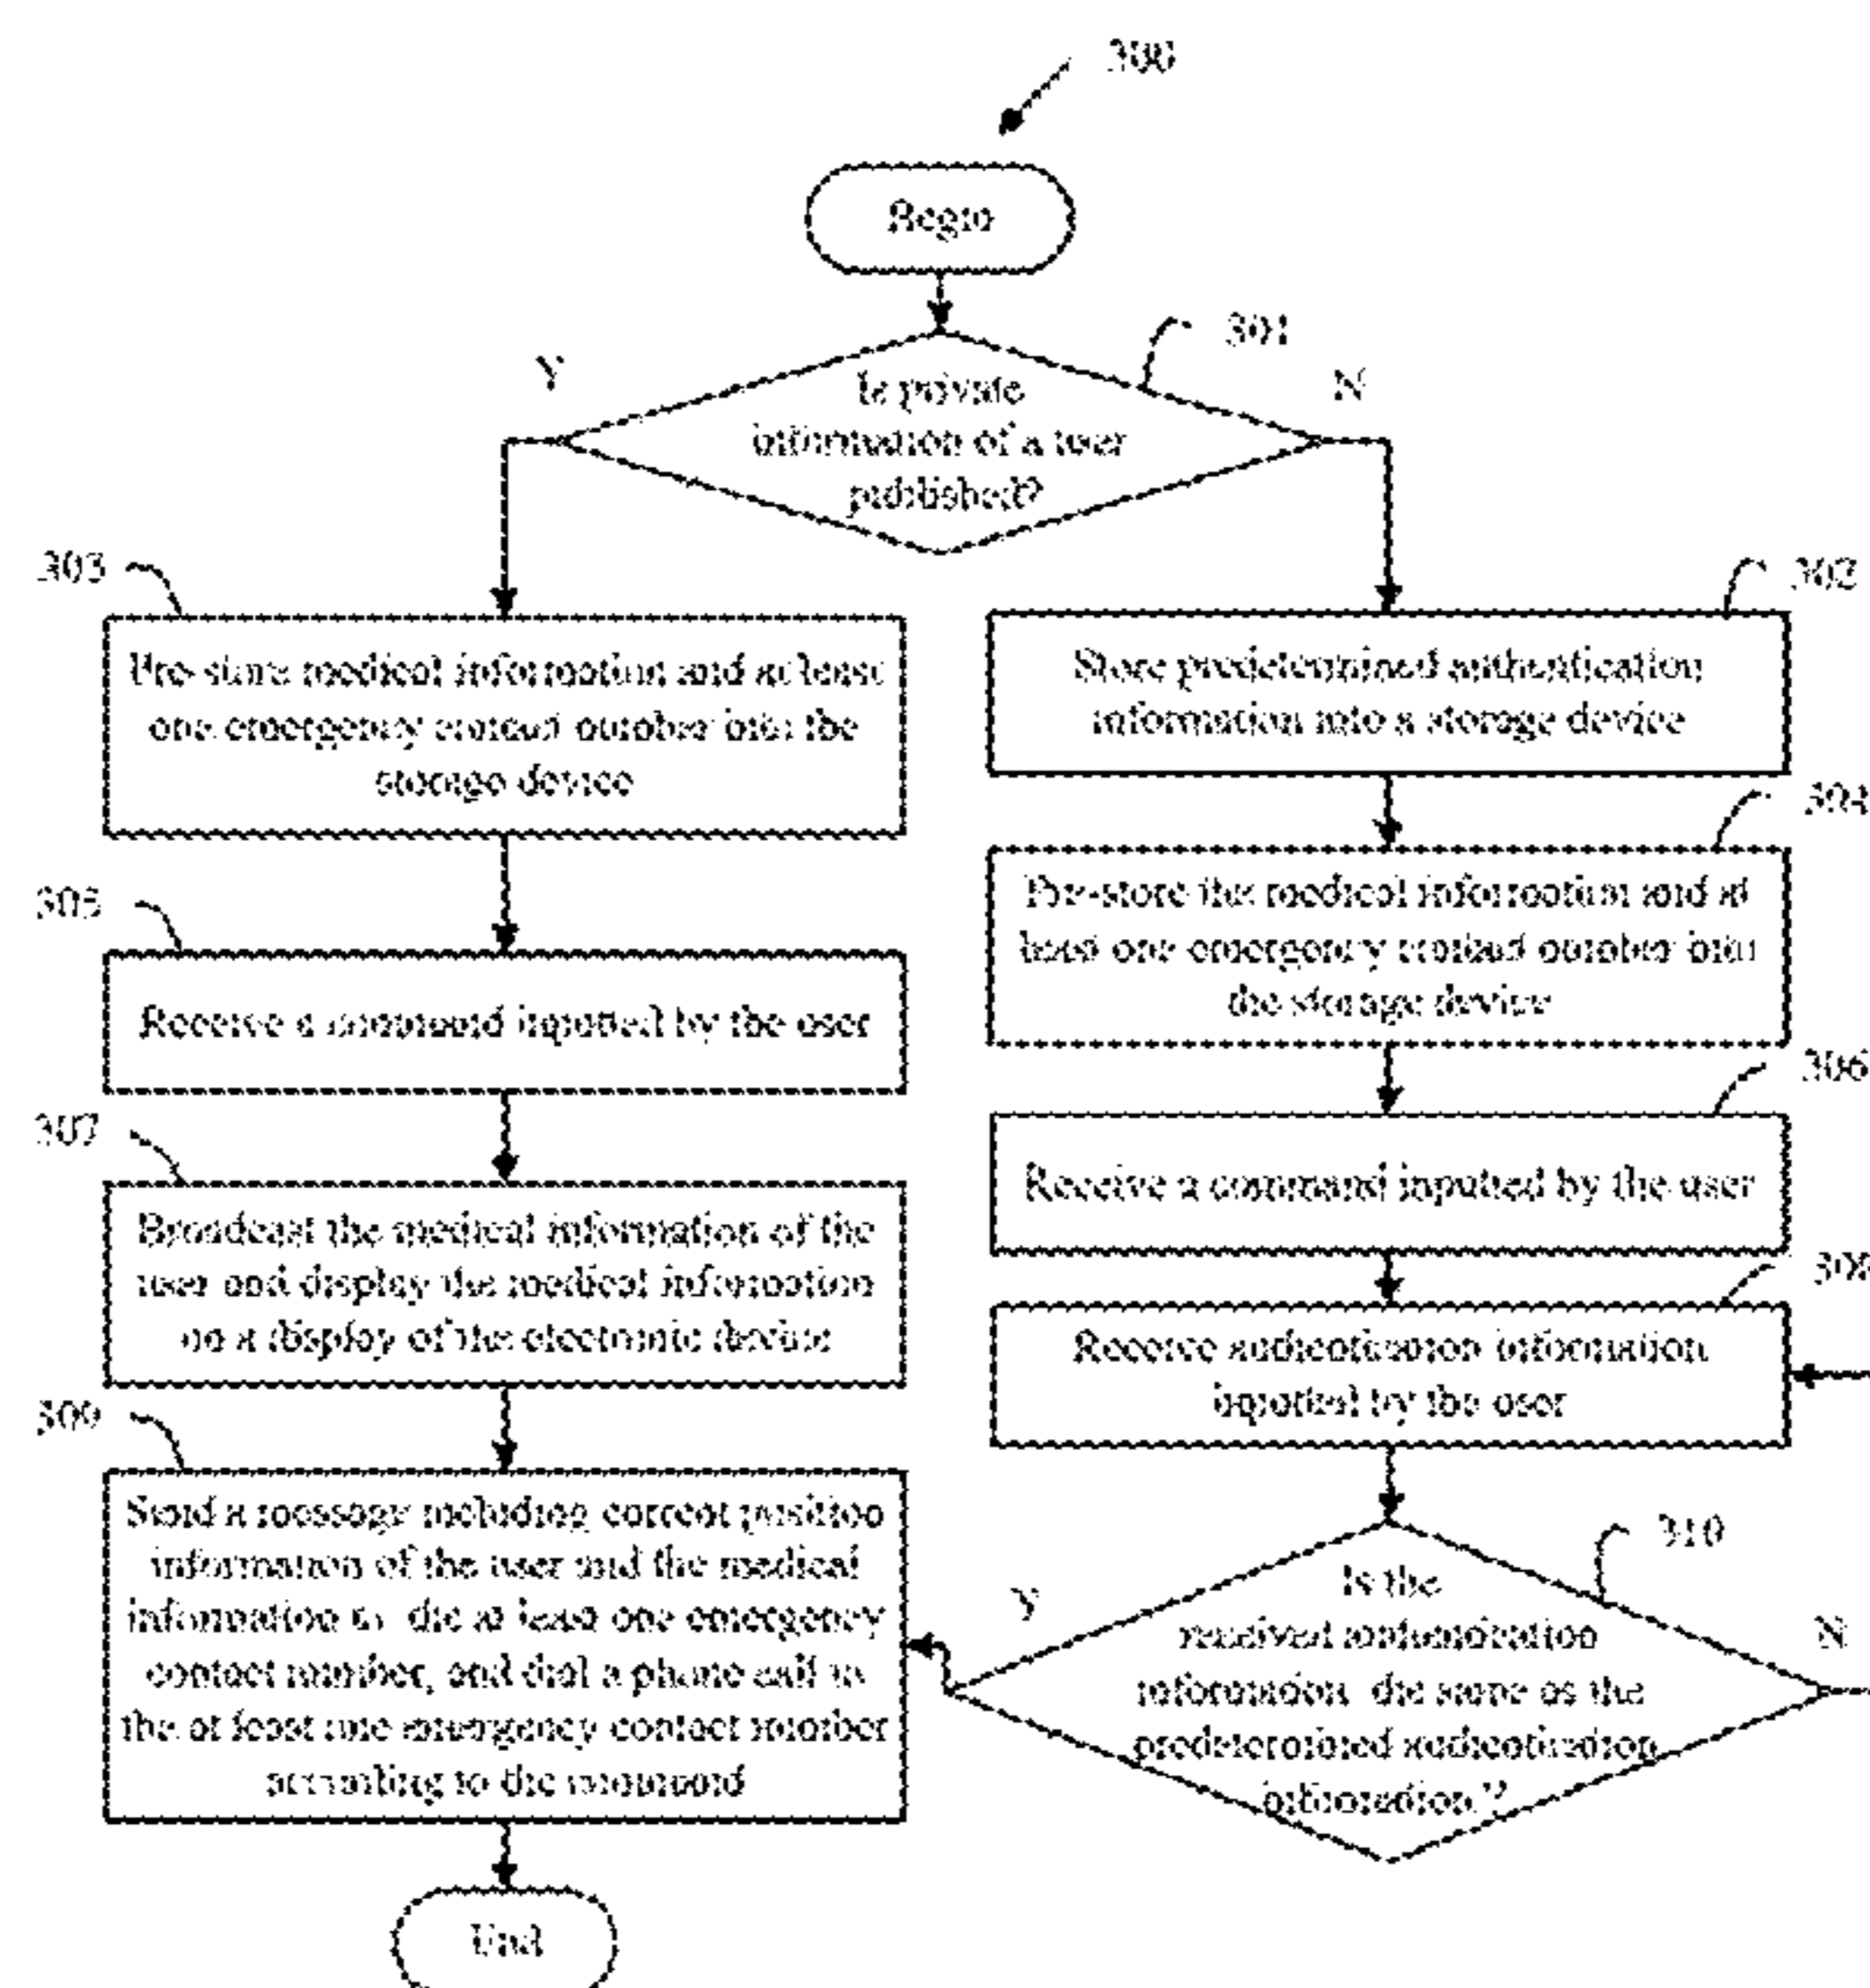 300
Begin
301
Y
N
Is private
information of a user
published?
303
Pre-store medical information and at least
one emergency contact number into the
storage device
302
Store predetermined authentication
information into a storage device
304
Pre-store the medical information and at
least one emergency contact number into
the storage device
305
Receive a command inputted by the user
306
Receive a command inputted by the user
307
Broadcast the medical information of the
user and display the medical information
on a display of the electronic device
308
Receive authentication information
inputted by the user
309
Send a message including current position
information of the user and the medical
information to the at least one emergency
contact number, and dial a phone call to
the at least one emergency contact number
according to the command
310
Y
N
Is the
received authentication
information the same as the
predetermined authentication
information?
End